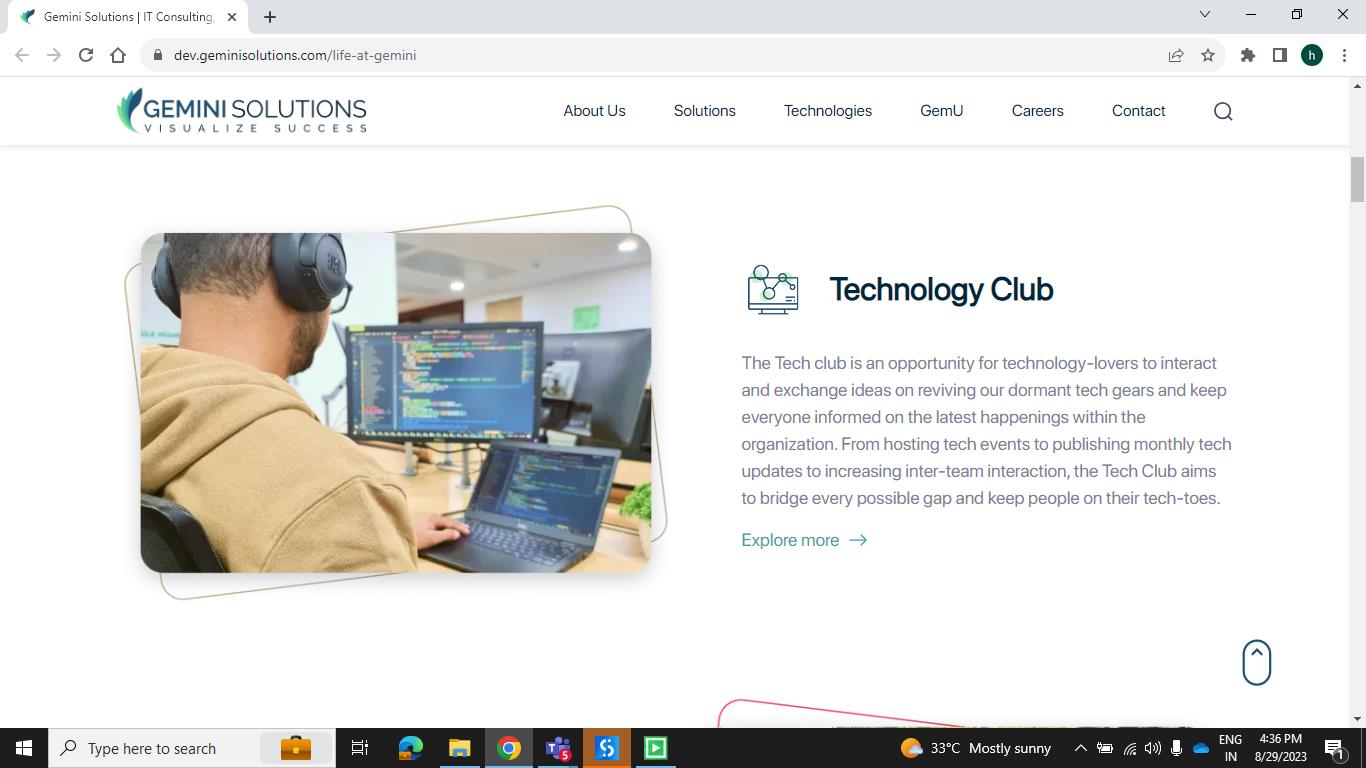 Gemini Solutions | IT Consulting,
dev.geminisolutions.com/life-at-gemini
h
GEMINI SOLUTIONS
VISUALIZE SUCCESS
About Us
Solutions
Technologies
GemU
Careers
Contact
Technology Club
The Tech club is an opportunity for technology-lovers to interact
and exchange ideas on reviving our dormant tech gears and keep
everyone informed on the latest happenings within the
organization. From hosting tech events to publishing monthly tech
updates to increasing inter-team interaction, the Tech Club aims
to bridge every possible gap and keep people on their tech-toes.
Explore more
Type here to search
5
33°C Mostly sunny
ENG
IN
4:36 PM
8/29/2023
1